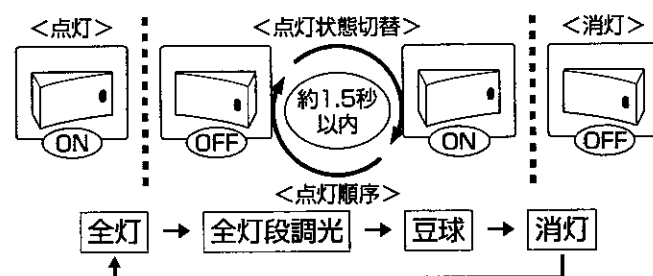 <点灯> <点灯状態切替> <消灯>
ON OFF 約1.5秒以内 ON OFF
<点灯順序>
全灯 → 全灯段調光 → 豆球 → 消灯